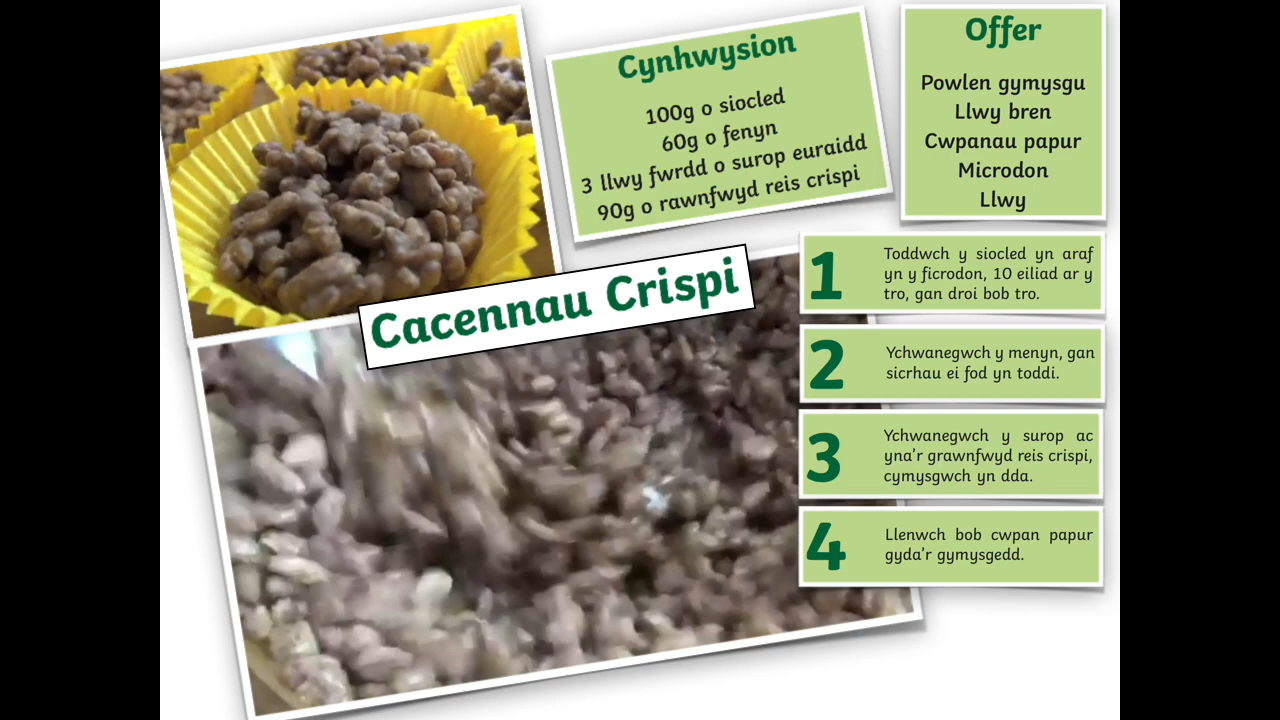 Cynhwysion
100g o siocled
60g o fenyn
3 llwy fwrdd o surop euraidd
90g o rawnfwyd reis crispi
Offer
Powlen gymysgu
Llwy bren
Cwpanau papur
Microdon
Llwy
Cacennau Crispi
1
Toddwch y siocled yn araf
yn y ficrodon, 10 eiliad ar y
tro, gan droi bob tro.
2
Ychwanegwch y menyn, gan
sicrhau ei fod yn toddi.
3
Ychwanegwch y surop ac
yna’r grawnfwyd reis crispi,
cymysgwch yn dda.
4
Llenwch bob cwpan papur
gyda’r gymysgedd.